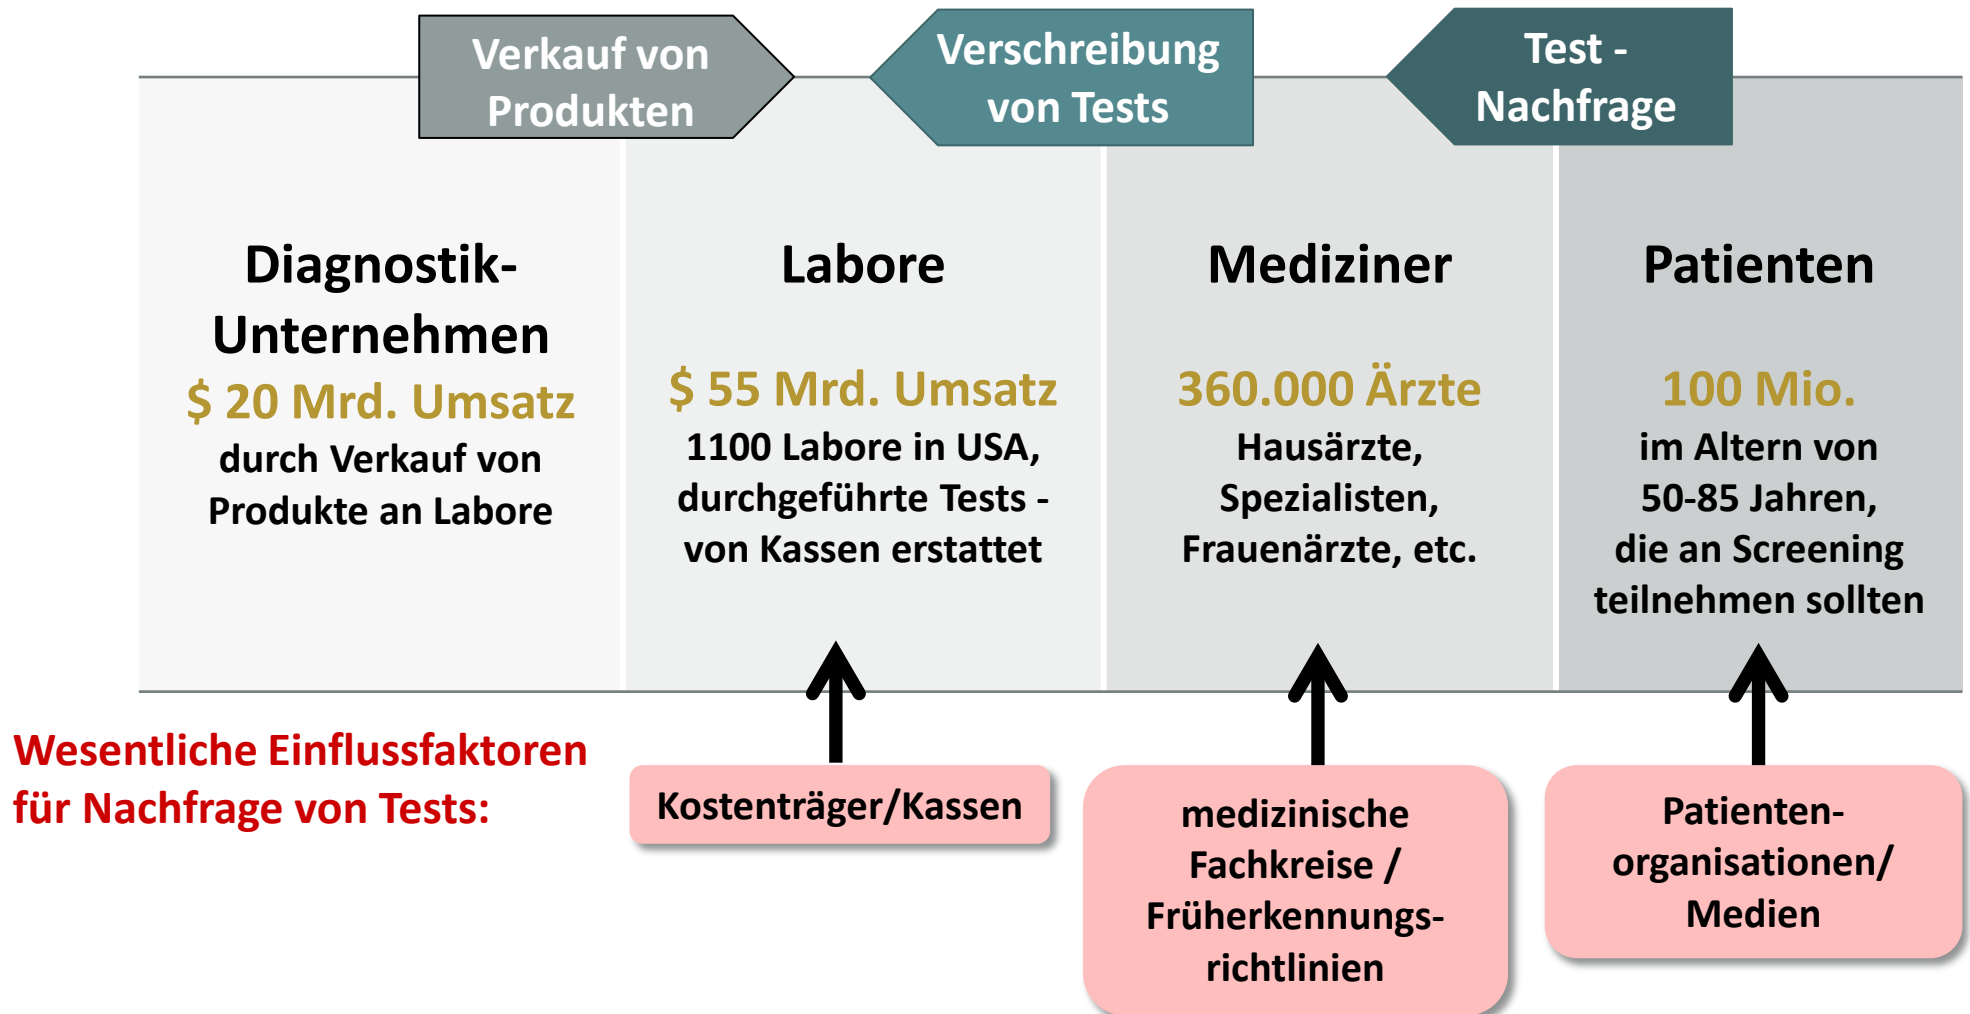 Verkauf von
Produkten
Verschreibung
von Tests
Test -
Nachfrage
Diagnostik-
Unternehmen
$ 20 Mrd. Umsatz
durch Verkauf von
Produkte an Labore
Labore
$ 55 Mrd. Umsatz
1100 Labore in USA,
durchgeführte Tests -
von Kassen erstattet
Mediziner
360.000 Ärzte
Hausärzte,
Spezialisten,
Frauenärzte, etc.
Patienten
100 Mio.
im Altern von
50-85 Jahren,
die an Screening
teilnehmen sollten
Wesentliche Einflussfaktoren
für Nachfrage von Tests:
Kostenträger/Kassen
medizinische
Fachkreise /
Früherkennungs-
richtlinien
Patienten-
organisationen/
Medien